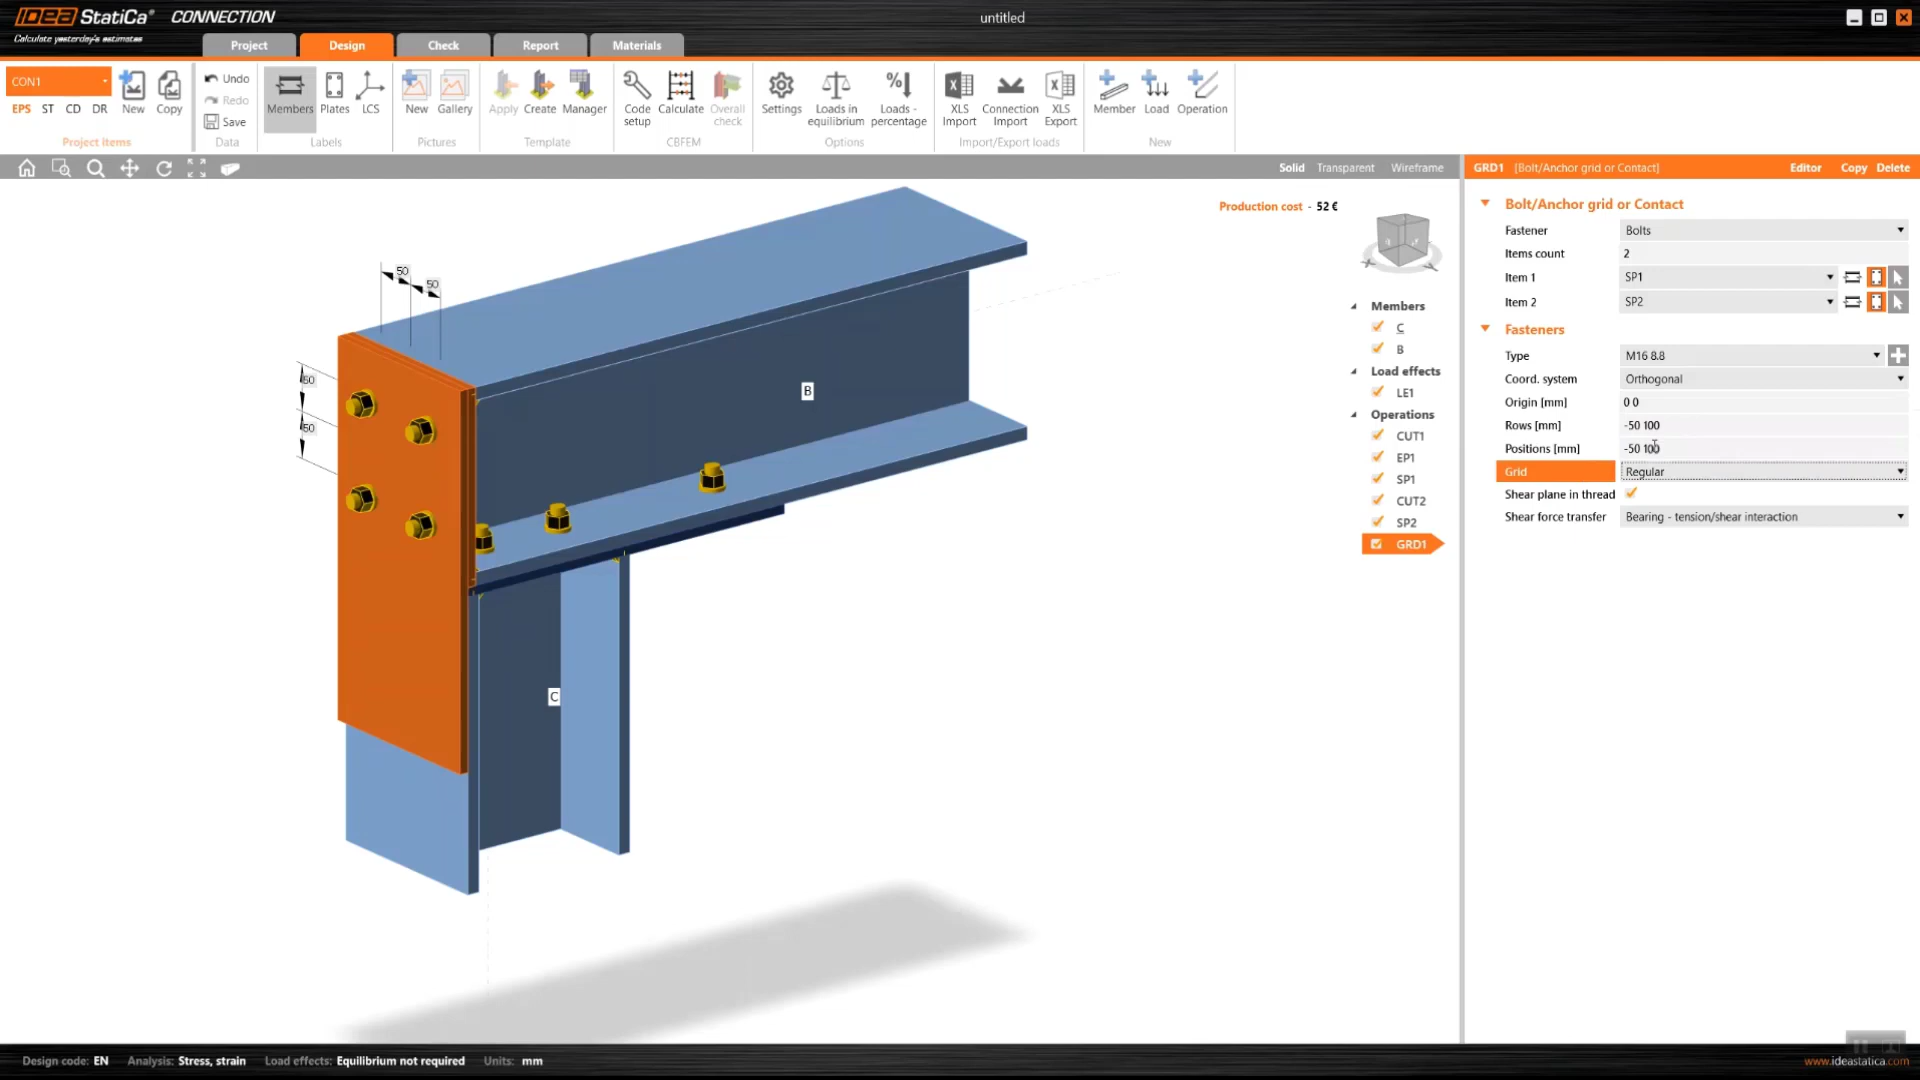 IDEA StatiCa® CONNECTION
Calculate yesterday's estimates
untitled
Project Design Check Report Materials
CON1
EPS ST CD DR New Copy
Project Items
Undo
Redo
Save
Data
Members Plates LCS
Labels
New Gallery
Pictures
Apply Create Manager
Template
Code setup Calculate Overall check
CBFEM
Settings Loads in equilibrium Loads - percentage
Options
XLS Import Connection Import XLS Export
Import/Export loads
Member Load Operation
New
Solid Transparent Wireframe
GRD1 [Bolt/Anchor grid or Contact] Editor Copy Delete
Production cost - 52 €
50
50
50
50
B
C
Members
C
B
Load effects
LE1
Operations
CUT1
EP1
SP1
CUT2
SP2
GRD1
Bolt/Anchor grid or Contact
Fastener Bolts
Items count 2
Item 1 SP1
Item 2 SP2
Fasteners
Type M16 8.8
Coord. system Orthogonal
Origin [mm] 0 0
Rows [mm] -50 100
Positions [mm] -50 100
Grid Regular
Shear plane in thread
Shear force transfer Bearing - tension/shear interaction
Design code: EN Analysis: Stress, strain Load effects: Equilibrium not required Units: mm
www.ideastatica.com